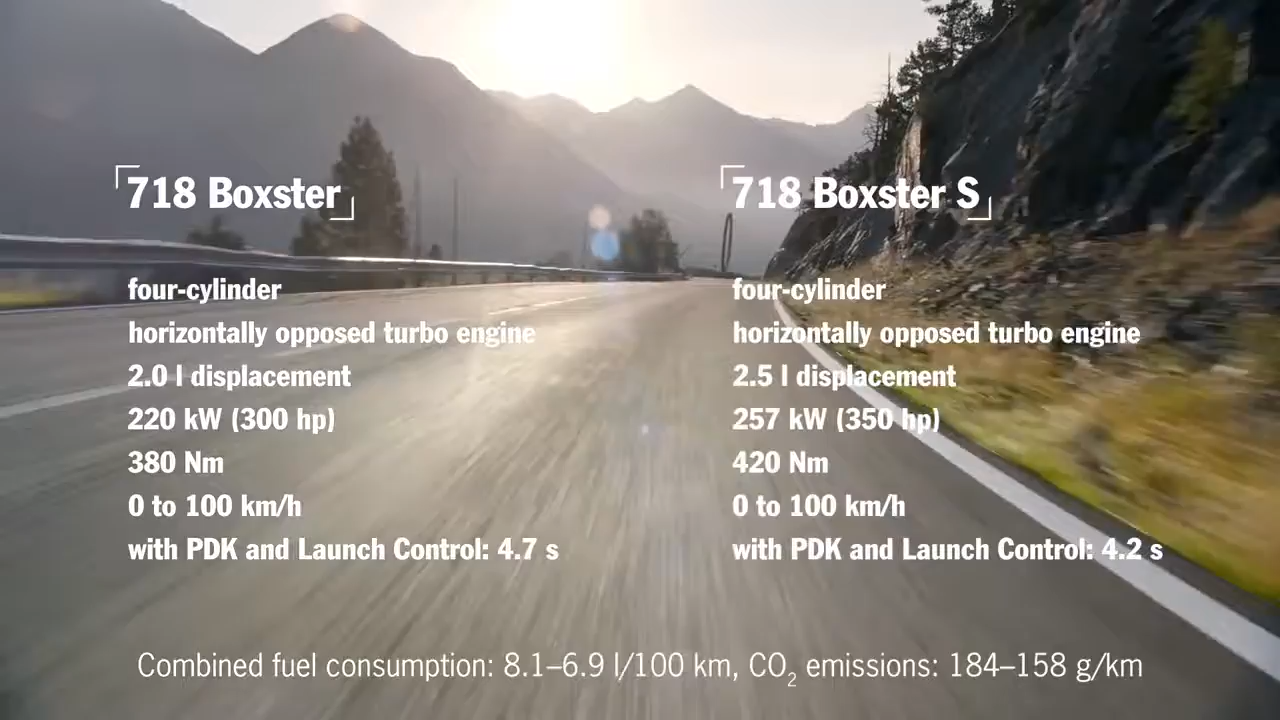 718 Boxster
four-cylinder
horizontally opposed turbo engine
2.0 l displacement
220 kW (300 hp)
380 Nm
0 to 100 km/h
with PDK and Launch Control: 4.7 s
718 Boxster S
four-cylinder
horizontally opposed turbo engine
2.5 l displacement
257 kW (350 hp)
420 Nm
0 to 100 km/h
with PDK and Launch Control: 4.2 s
Combined fuel consumption: 8.1–6.9 l/100 km, CO₂ emissions: 184–158 g/km